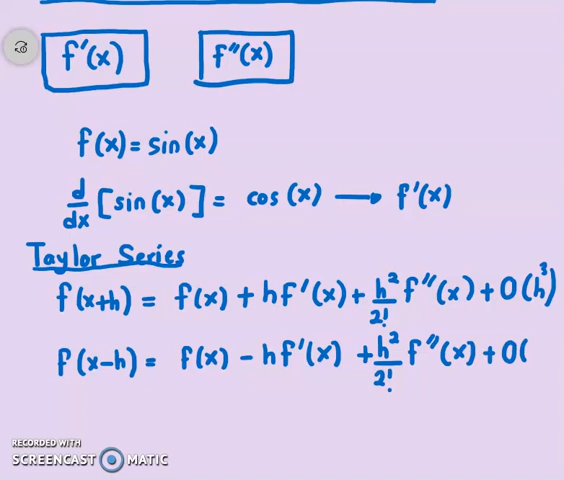 f'(x) f''(x)
f(x) = sin(x)
d/dx [sin(x)] = cos(x) → f'(x)
Taylor Series
f(x+h) = f(x) + hf'(x) + h²/2! f''(x) + O(h³)
f(x-h) = f(x) - hf'(x) + h²/2! f''(x) + O(
RECORDED WITH
SCREENCAST MATIC